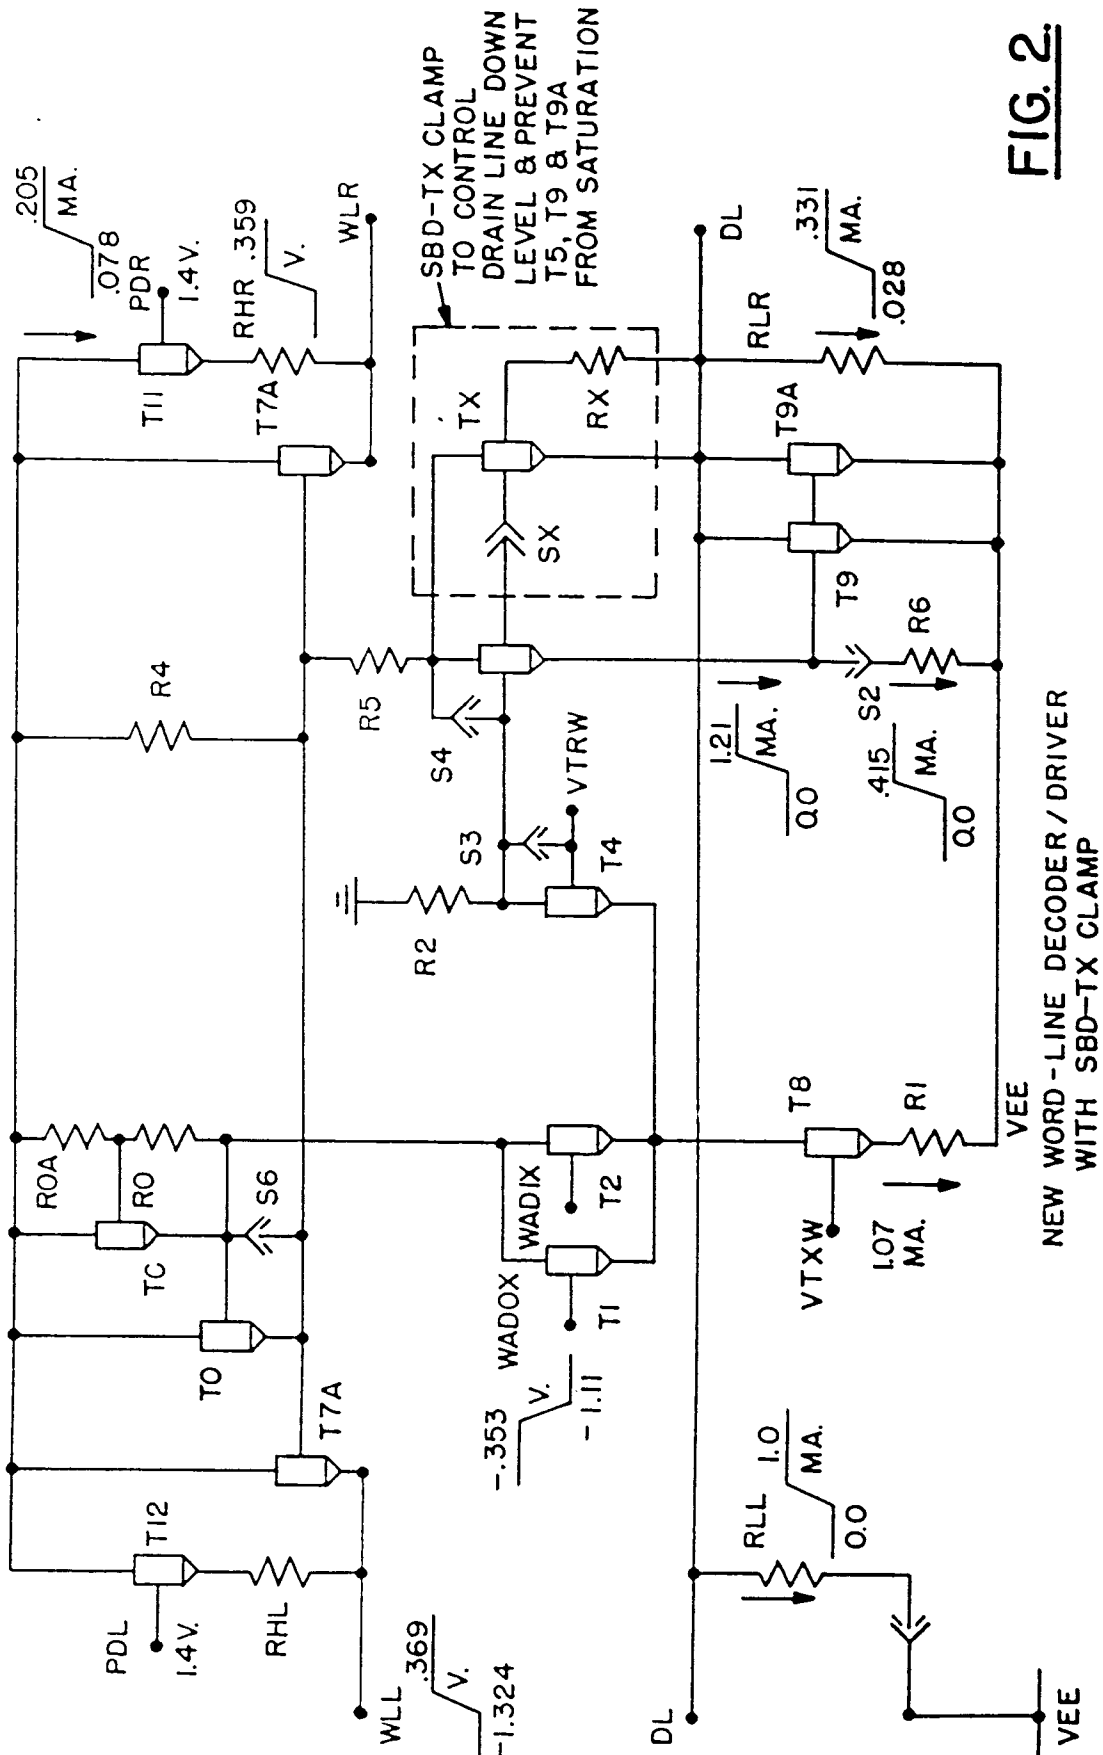 .205
MA.
.078
PDR
1.4V.
T11
RHR
.359
V.
T7A
WLR
R4
R0A
R0
TC
S6
T0
T7A
PDL
1.4V.
T12
RHL
WLL
.369
V.
-1.324
SBD-TX CLAMP
TO CONTROL
DRAIN LINE DOWN
LEVEL & PREVENT
T5, T9 & T9A
FROM SATURATION
TX
RX
SX
R5
S4
S3
VTRW
T4
R2
WAD1X
T2
WAD0X
T1
-.353
V.
-1.11
DL
RLR
.331
MA.
.028
T9A
T9
R6
S2
1.21
MA.
0.0
.415
MA.
0.0
T8
R1
VTXW
1.07
MA.
RLL
1.0
MA.
0.0
DL
VEE
VEE
NEW WORD-LINE DECODER/DRIVER
WITH SBD-TX CLAMP
FIG. 2.